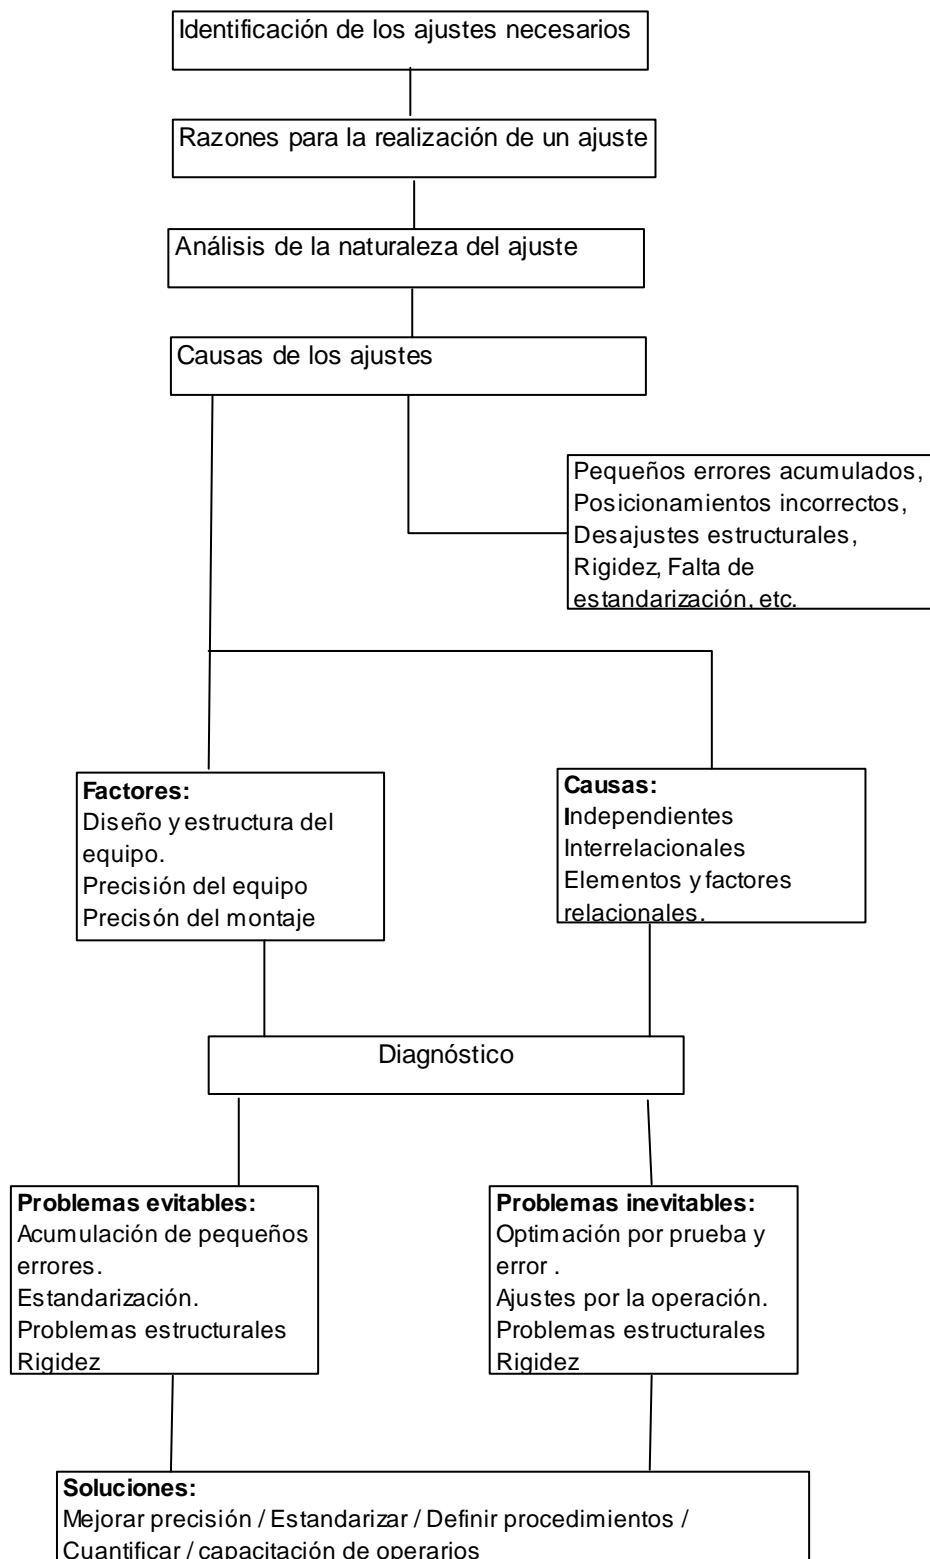 Identificación de los ajustes necesarios
Razones para la realización de un ajuste
Análisis de la naturaleza del ajuste
Causas de los ajustes
Pequeños errores acumulados,
Posicionamientos incorrectos,
Desajustes estructurales,
Rigidez, Falta de
estandarización, etc.
Factores:
Diseño y estructura del
equipo.
Precisión del equipo
Precisón del montaje
Causas:
Independientes
Interrelacionales
Elementos y factores
relacionales.
Diagnóstico
Problemas evitables:
Acumulación de pequeños
errores.
Estandarización.
Problemas estructurales
Rigidez
Problemas inevitables:
Optimación por prueba y
error .
Ajustes por la operación.
Problemas estructurales
Rigidez
Soluciones:
Mejorar precisión / Estandarizar / Definir procedimientos /
Cuantificar / capacitación de operarios